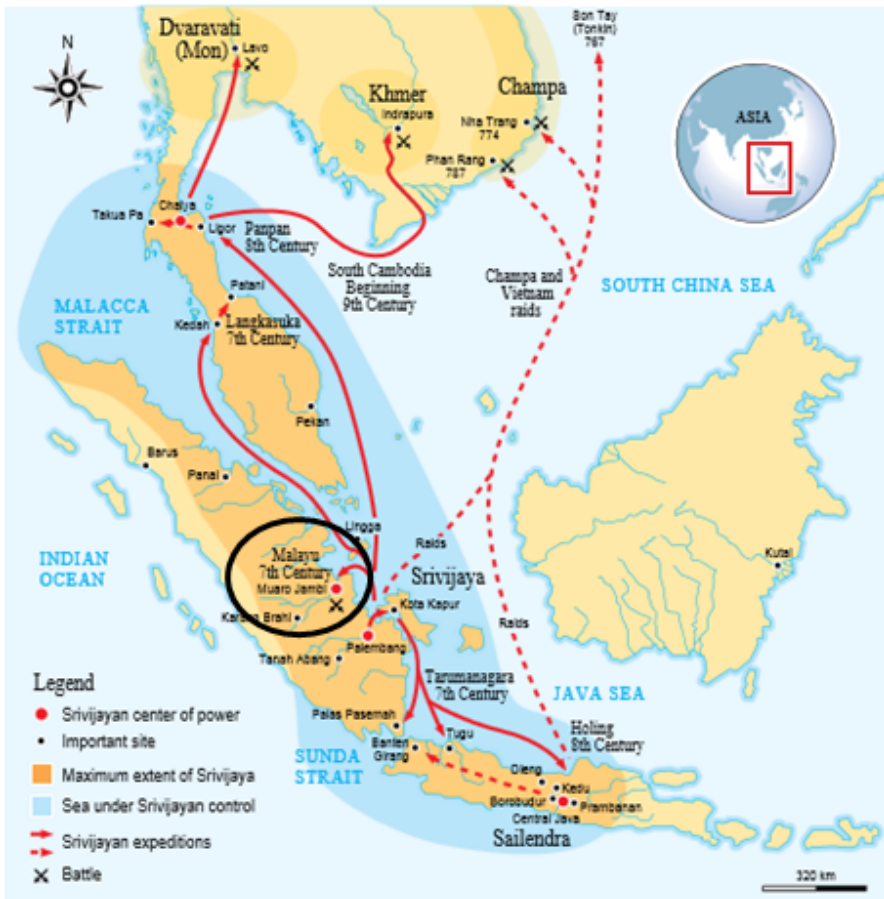 Son Tay
(Tonkin)
767
N
Dvaravati
(Mon)
Lavo
Khmer
Indrapura
Champa
Nha Trang
774
Phan Rang
787
ASIA
Chaiya
Takua Pa
Ligor
Panpan
8th Century
South Cambodia
Beginning
9th Century
Champa and
Vietnam
raids
SOUTH CHINA SEA
MALACCA
STRAIT
Patani
Kedah
Langkasuka
7th Century
Pekan
Barus
Panai
INDIAN
OCEAN
Lingga
Malayu
7th Century
Muaro Jambi
Karang Brahi
Raids
Srivijaya
Kota Kapur
Kutai
Palembang
Tanah Abang
Raids
Tarumanagara
7th Century
JAVA SEA
Palas Pasemah
Holing
8th Century
SUNDA
STRAIT
Banten
Girang
Tugu
Dieng
Kedu
Borobudur
Prambanan
Central Java
Sailendra
Legend
Srivijayan center of power
Important site
Maximum extent of Srivijaya
Sea under Srivijayan control
Srivijayan expeditions
Battle
320 km